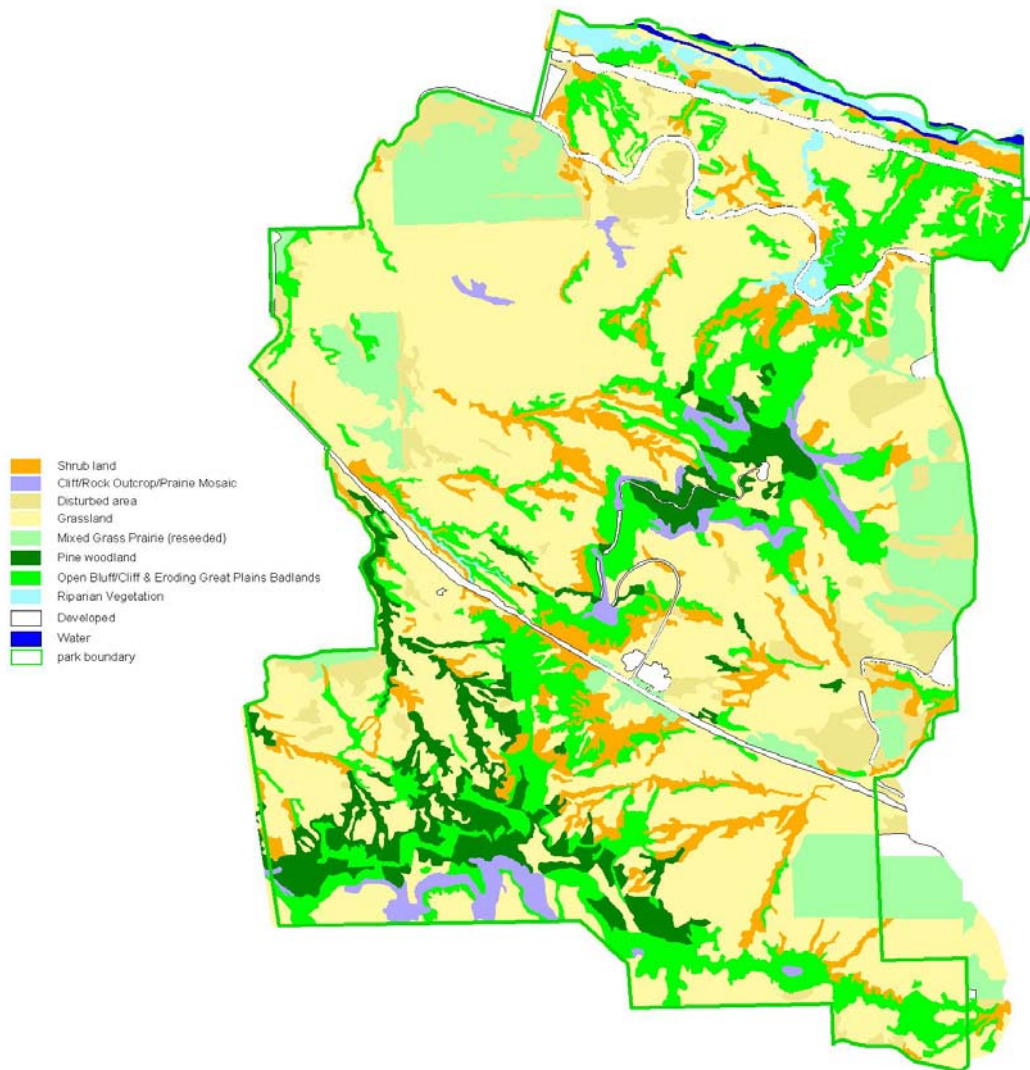 Shrub land
Cliff/Rock Outcrop/Prairie Mosaic
Disturbed area
Grassland
Mixed Grass Prairie (reseeded)
Pine woodland
Open Bluff/Cliff & Eroding Great Plains Badlands
Riparian Vegetation
Developed
Water
park boundary